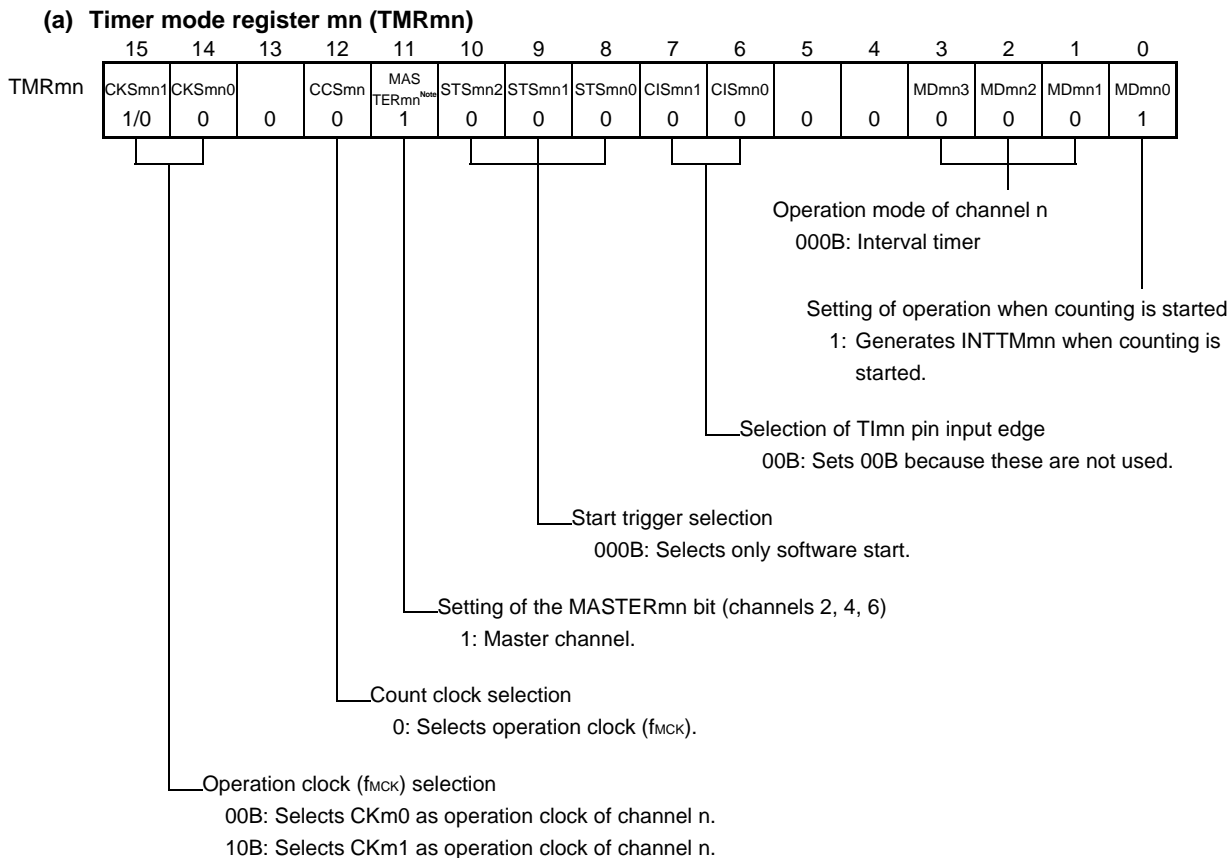 (a) Timer mode register mn (TMRmn)
15 14 13 12 11 10 9 8 7 6 5 4 3 2 1 0
TMRmn CKSmn1 CKSmn0 CCSmn MAS TERmnNote STSmn2 STSmn1 STSmn0 CISmn1 CISmn0 MDmn3 MDmn2 MDmn1 MDmn0
1/0 0 0 0 1 0 0 0 0 0 0 0 0 0 0 1
Operation mode of channel n
000B: Interval timer
Setting of operation when counting is started
1: Generates INTTMmn when counting is
started.
Selection of TImn pin input edge
00B: Sets 00B because these are not used.
Start trigger selection
000B: Selects only software start.
Setting of the MASTERmn bit (channels 2, 4, 6)
1: Master channel.
Count clock selection
0: Selects operation clock (fMCK).
Operation clock (fMCK) selection
00B: Selects CKm0 as operation clock of channel n.
10B: Selects CKm1 as operation clock of channel n.